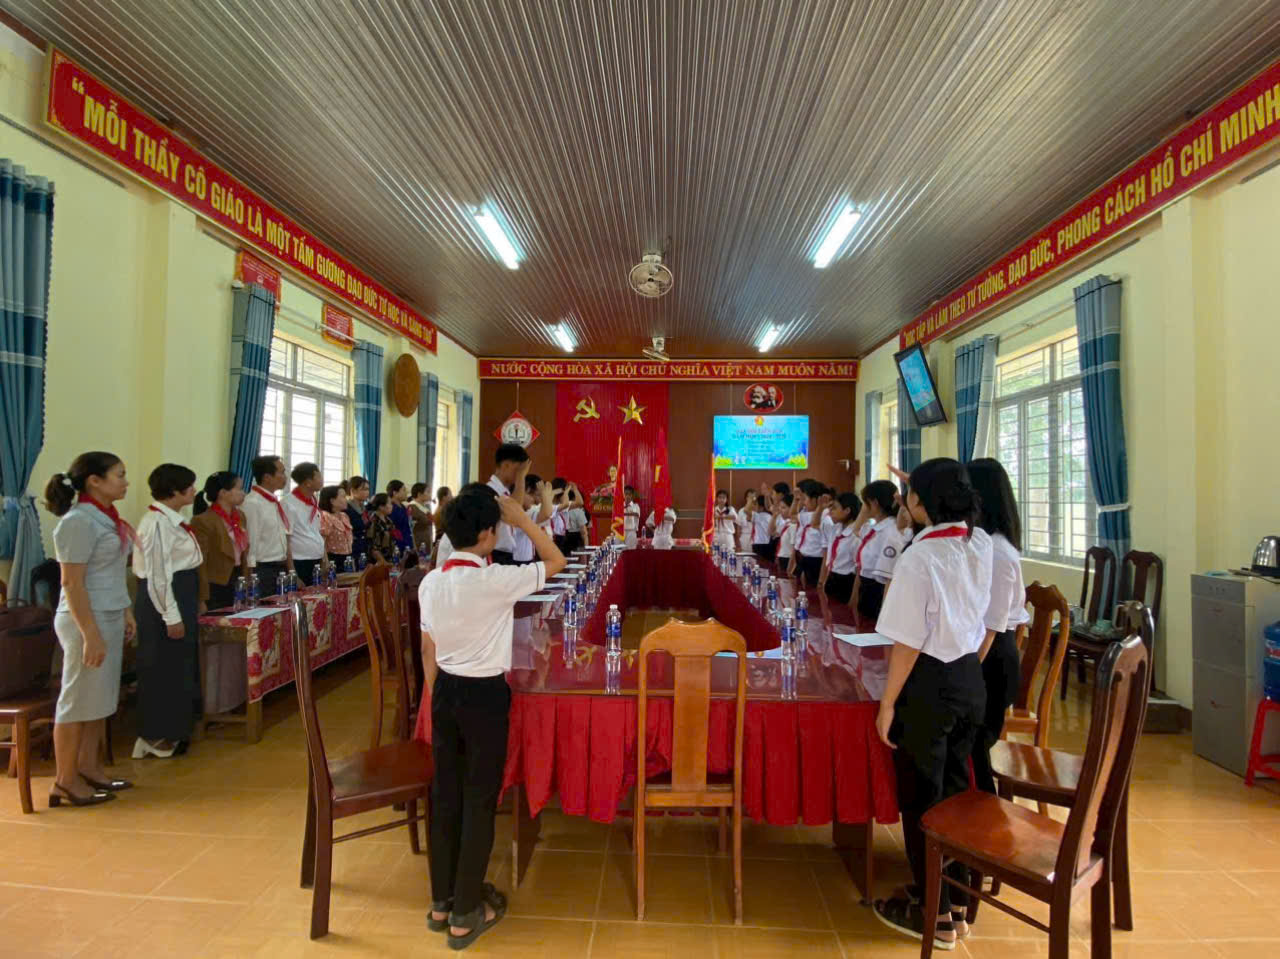 “MỖI THẦY CÔ GIÁO LÀ MỘT TẤM GƯƠNG ĐẠO ĐỨC TỰ HỌC VÀ SÁNG TẠO”
HỌC TẬP VÀ LÀM THEO TƯ TƯỞNG, ĐẠO ĐỨC, PHONG CÁCH HỒ CHÍ MINH
NƯỚC CỘNG HÒA XÃ HỘI CHỦ NGHĨA VIỆT NAM MUÔN NĂM!